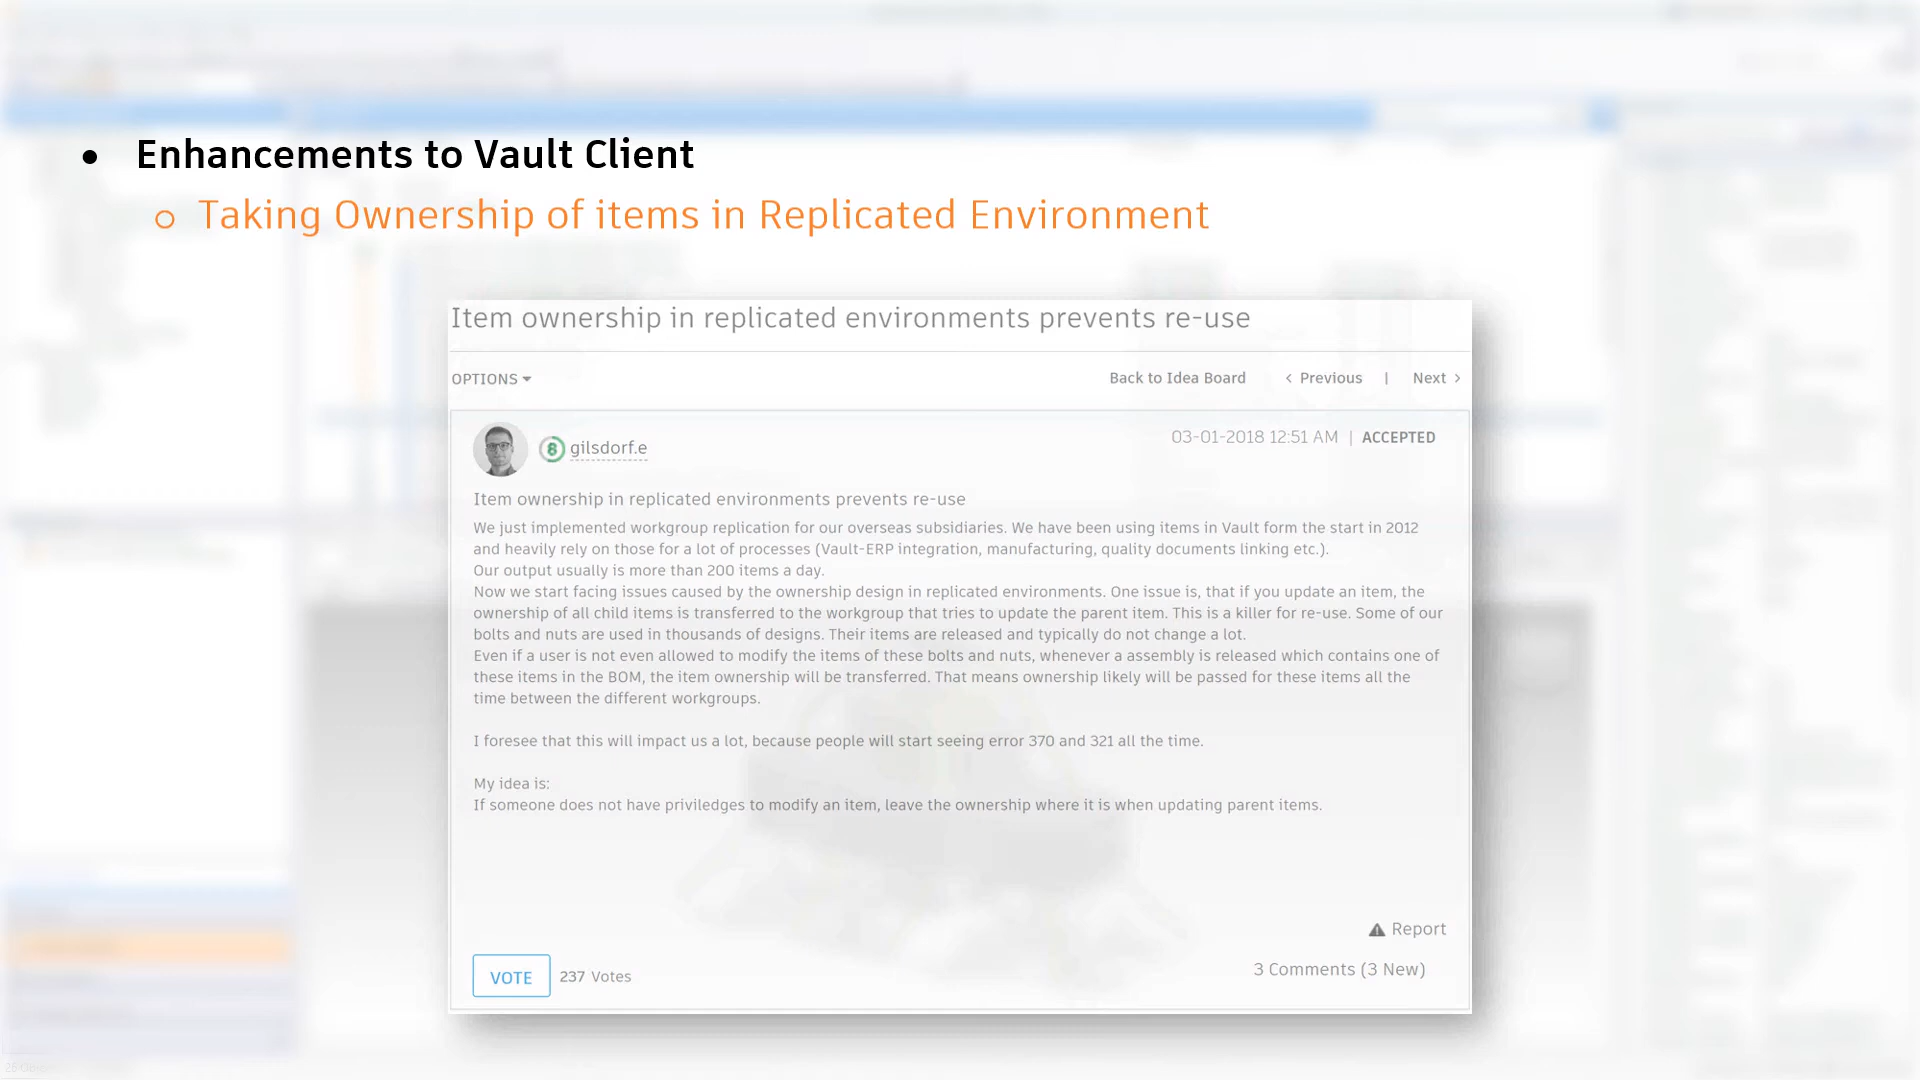 • Enhancements to Vault Client
○ Taking Ownership of items in Replicated Environment
Item ownership in replicated environments prevents re-use
OPTIONS
Back to Idea Board ‹ Previous | Next ›
8 gilsdorf.e
03-01-2018 12:51 AM | ACCEPTED
Item ownership in replicated environments prevents re-use
We just implemented workgroup replication for our overseas subsidiaries. We have been using items in Vault form the start in 2012
and heavily rely on those for a lot of processes (Vault-ERP integration, manufacturing, quality documents linking etc.).
Our output usually is more than 200 items a day.
Now we start facing issues caused by the ownership design in replicated environments. One issue is, that if you update an item, the
ownership of all child items is transferred to the workgroup that tries to update the parent item. This is a killer for re-use. Some of our
bolts and nuts are used in thousands of designs. Their items are released and typically do not change a lot.
Even if a user is not even allowed to modify the items of these bolts and nuts, whenever a assembly is released which contains one of
these items in the BOM, the item ownership will be transferred. That means ownership likely will be passed for these items all the
time between the different workgroups.
I foresee that this will impact us a lot, because people will start seeing error 370 and 321 all the time.
My idea is:
If someone does not have priviledges to modify an item, leave the ownership where it is when updating parent items.
Report
VOTE 237 Votes
3 Comments (3 New)